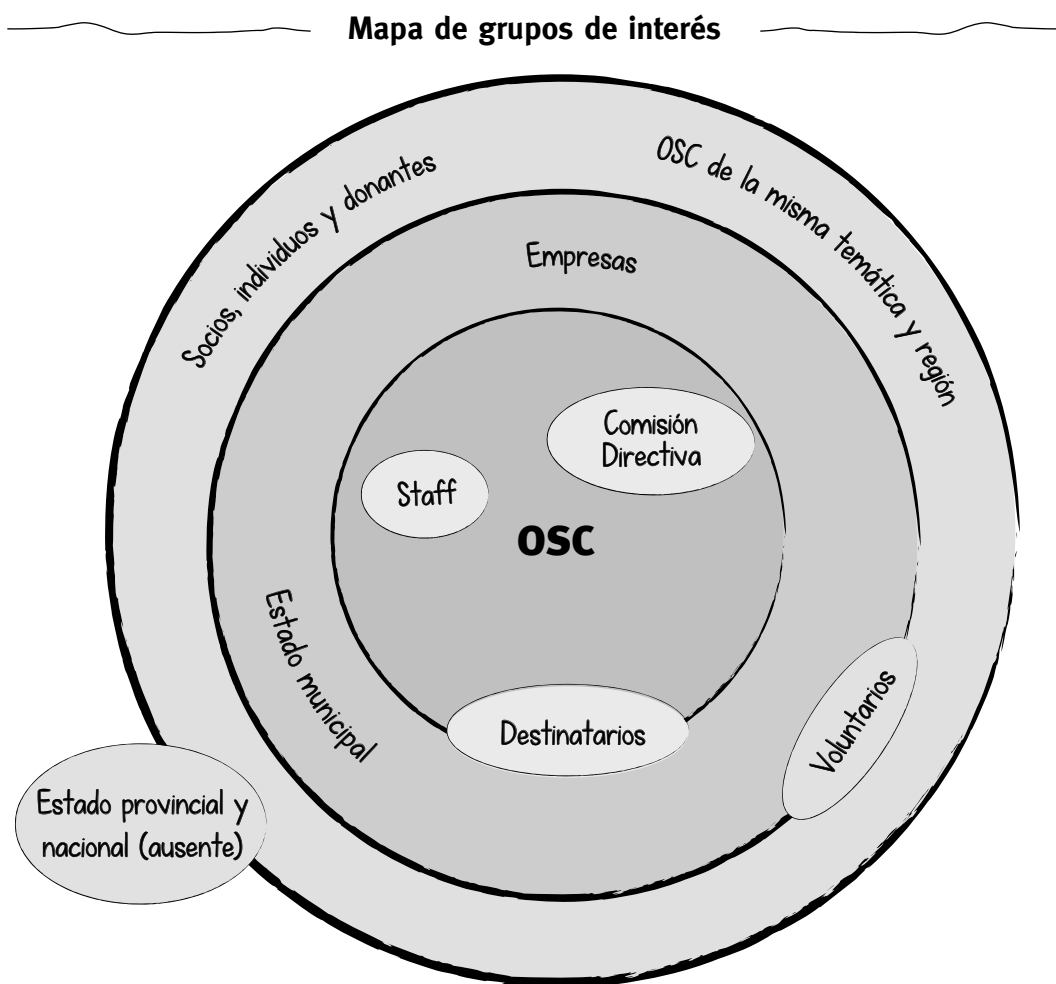 Mapa de grupos de interés
Socios, individuos y donantes
OSC de la misma temática y región
Empresas
Comisión
Directiva
Staff
OSC
Estado municipal
Destinatarios
Voluntarios
Estado provincial y
nacional (ausente)